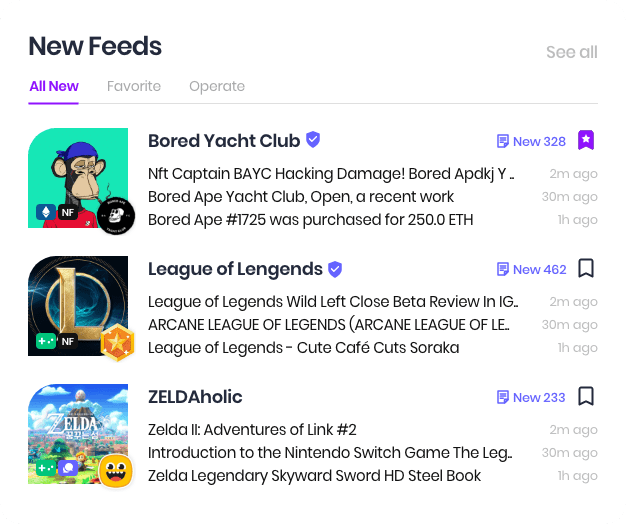 New Feeds
See all
All New
Favorite
Operate
Bored Yacht Club
New 328
Nft Captain BAYC Hacking Damage! Bored Apdkj Y ..
2m ago
Bored Ape Yacht Club, Open, a recent work
30m ago
Bored Ape #1725 was purchased for 250.0 ETH
1h ago
NF
League of Lengends
New 462
League of Legends Wild Left Close Beta Review In IG..
2m ago
ARCANE LEAGUE OF LEGENDS (ARCANE LEAGUE OF LE..
30m ago
League of Legends - Cute Café Cuts Soraka
1h ago
L
NF
ZELDAholic
New 233
Zelda II: Adventures of Link #2
2m ago
Introduction to the Nintendo Switch Game The Leg..
30m ago
Zelda Legendary Skyward Sword HD Steel Book
1h ago
ZELDA
꿈꾸는 섬